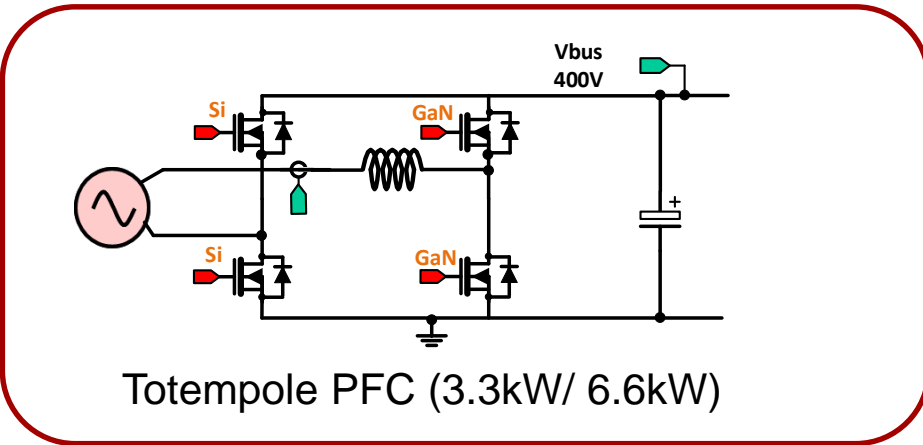 Vbus
400V
Si
GaN
+
Si
GaN
Totempole PFC (3.3kW/ 6.6kW)